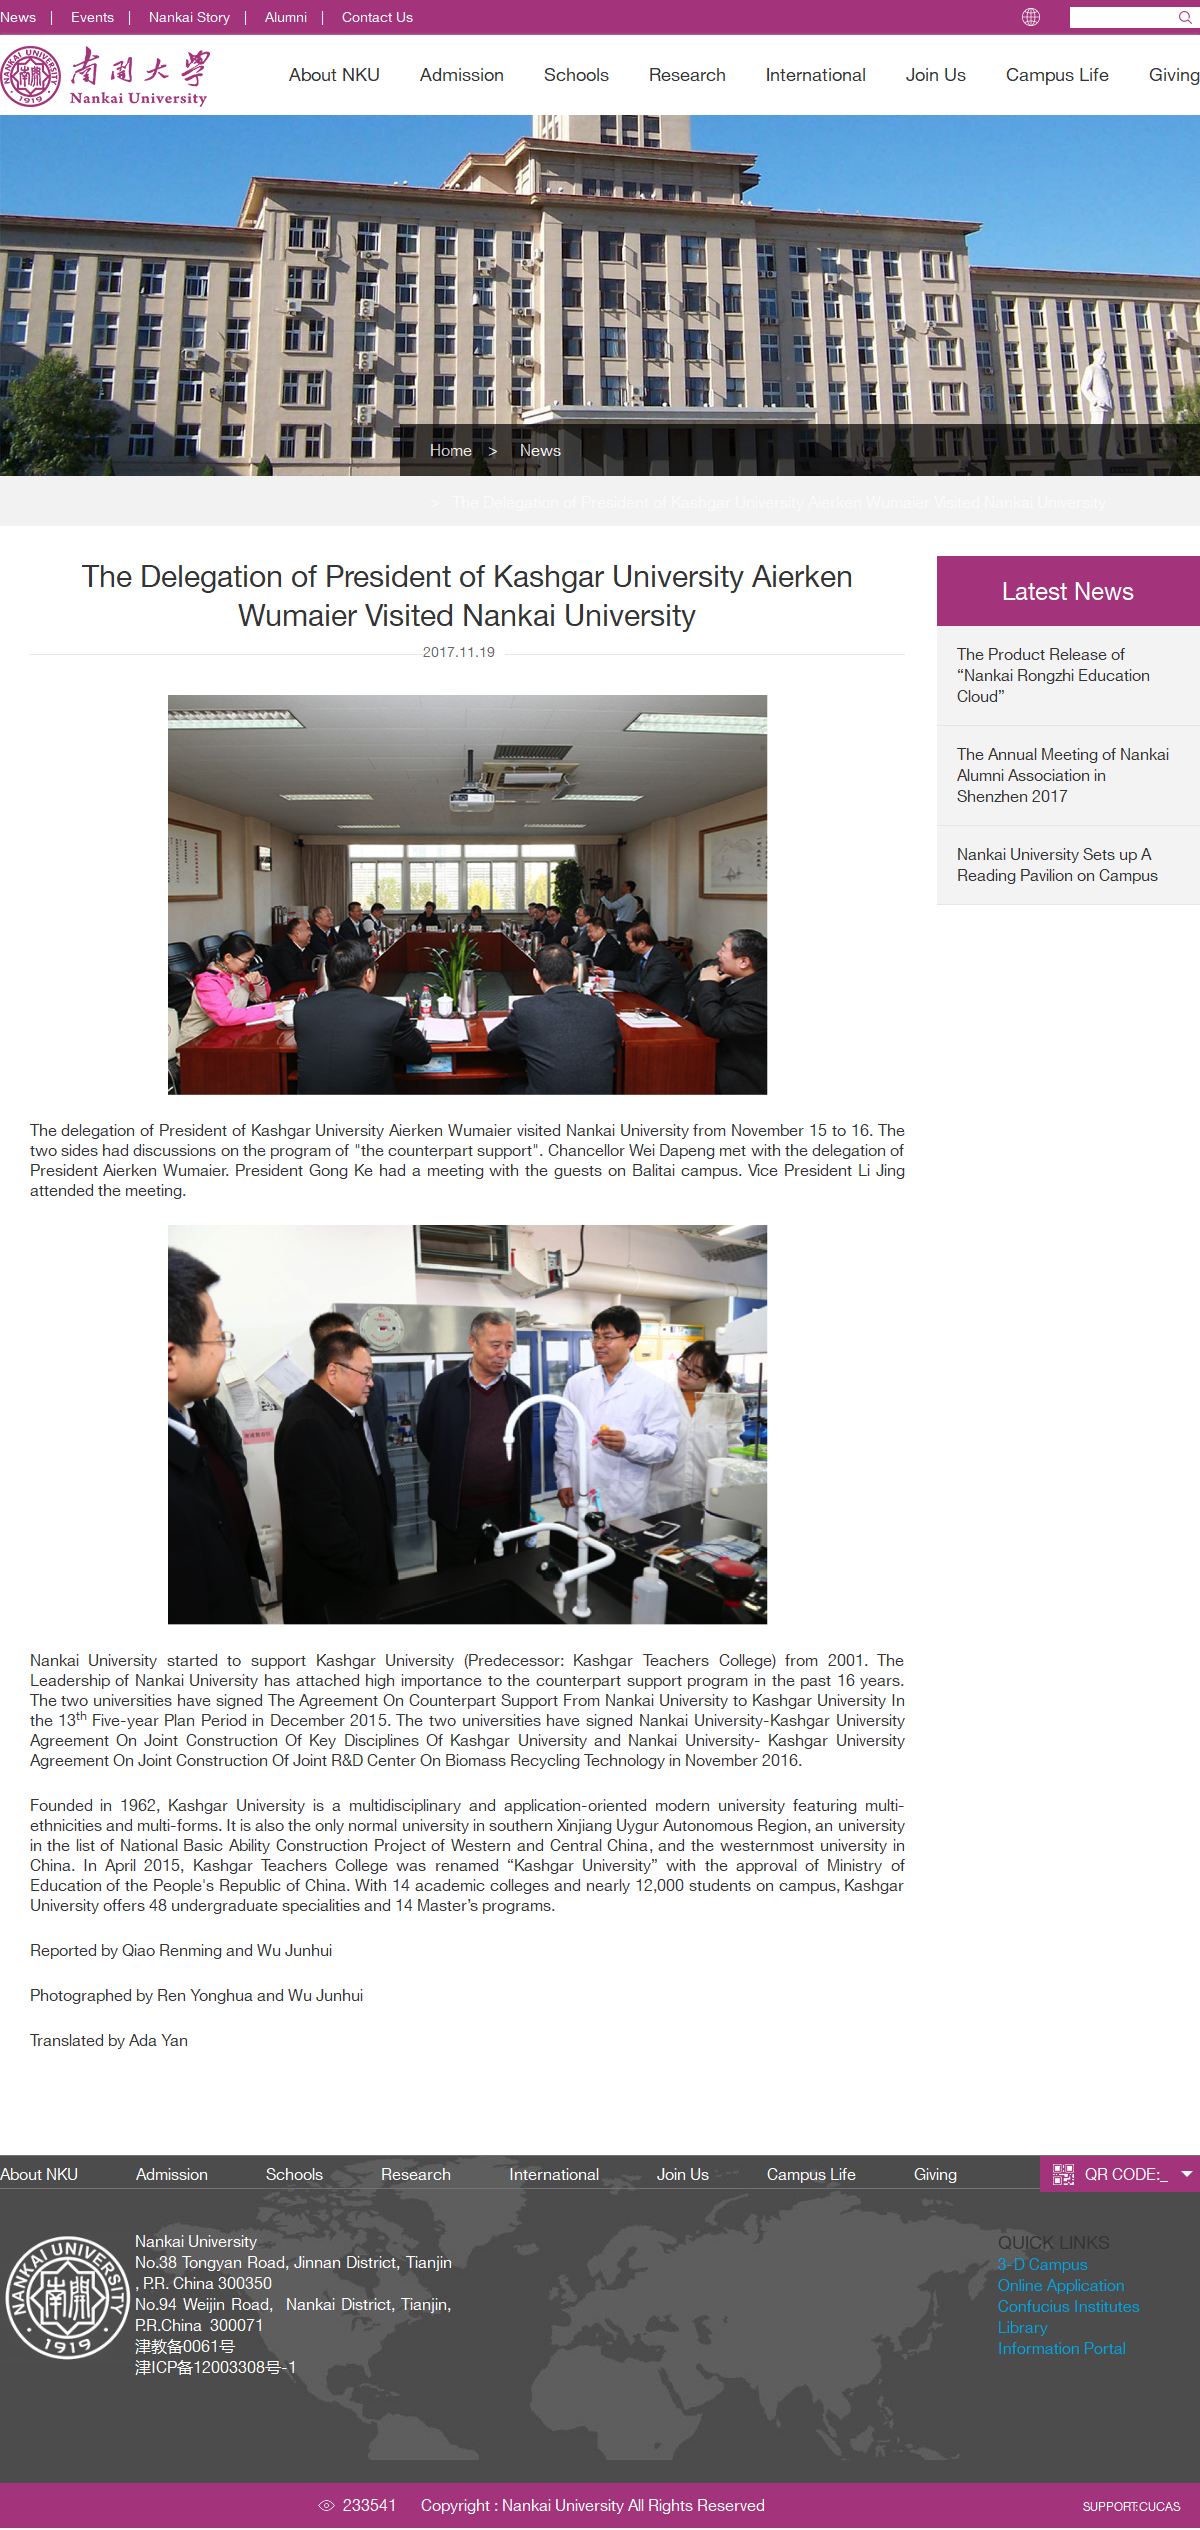 News | Events | Nankai Story | Alumni | Contact Us
NANKAI UNIVERSITY
1919
南開大學
Nankai University
About NKU Admission Schools Research International Join Us Campus Life Giving
Home > News
> The Delegation of President of Kashgar University Aierken Wumaier Visited Nankai University
The Delegation of President of Kashgar University Aierken
Wumaier Visited Nankai University
2017.11.19
Latest News
The Product Release of
“Nankai Rongzhi Education
Cloud”
The Annual Meeting of Nankai
Alumni Association in
Shenzhen 2017
Nankai University Sets up A
Reading Pavilion on Campus
The delegation of President of Kashgar University Aierken Wumaier visited Nankai University from November 15 to 16. The
two sides had discussions on the program of "the counterpart support". Chancellor Wei Dapeng met with the delegation of
President Aierken Wumaier. President Gong Ke had a meeting with the guests on Balitai campus. Vice President Li Jing
attended the meeting.
Nankai University started to support Kashgar University (Predecessor: Kashgar Teachers College) from 2001. The
Leadership of Nankai University has attached high importance to the counterpart support program in the past 16 years.
The two universities have signed The Agreement On Counterpart Support From Nankai University to Kashgar University In
the 13th Five-year Plan Period in December 2015. The two universities have signed Nankai University-Kashgar University
Agreement On Joint Construction Of Key Disciplines Of Kashgar University and Nankai University- Kashgar University
Agreement On Joint Construction Of Joint R&D Center On Biomass Recycling Technology in November 2016.
Founded in 1962, Kashgar University is a multidisciplinary and application-oriented modern university featuring multi-
ethnicities and multi-forms. It is also the only normal university in southern Xinjiang Uygur Autonomous Region, an university
in the list of National Basic Ability Construction Project of Western and Central China, and the westernmost university in
China. In April 2015, Kashgar Teachers College was renamed “Kashgar University” with the approval of Ministry of
Education of the People's Republic of China. With 14 academic colleges and nearly 12,000 students on campus, Kashgar
University offers 48 undergraduate specialities and 14 Master’s programs.
Reported by Qiao Renming and Wu Junhui
Photographed by Ren Yonghua and Wu Junhui
Translated by Ada Yan
About NKU Admission Schools Research International Join Us Campus Life Giving QR CODE:_
NANKAI UNIVERSITY
南開
1919
Nankai University
No.38 Tongyan Road, Jinnan District, Tianjin
, P.R. China 300350
No.94 Weijin Road, Nankai District, Tianjin,
P.R.China 300071
津教备0061号
津ICP备12003308号-1
QUICK LINKS
3-D Campus
Online Application
Confucius Institutes
Library
Information Portal
233541 Copyright : Nankai University All Rights Reserved
SUPPORT:CUCAS